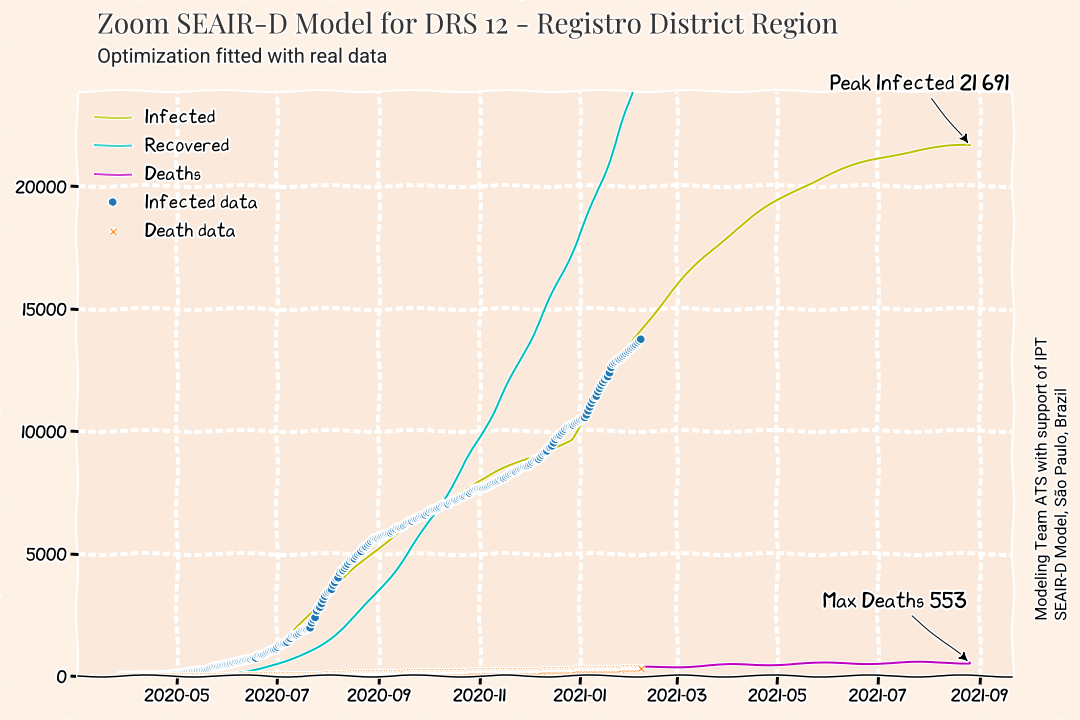 Zoom SEAIR-D Model for DRS 12 - Registro District Region
Optimization fitted with real data
Peak Infected 21 691
Infected
Recovered
Deaths
Infected data
Death data
20000
15000
10000
5000
0
Max Deaths 553
2020-05
2020-07
2020-09
2020-11
2021-01
2021-03
2021-05
2021-07
2021-09
Modeling Team ATS with support of IPT
SEAIR-D Model, São Paulo, Brazil